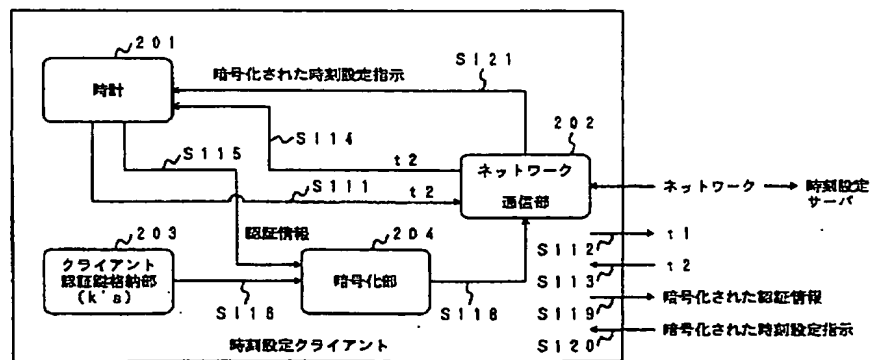 201
時計
暗号化された時刻設定指示
S121
S114
202
S115
t2
ネットワーク
通信部
S111
t2
ネットワーク
時刻設定
サーバ
203
認証情報
204
クライアント
認証鍵格納部
(k's)
暗号化部
S116
S118
S112
t1
S113
t2
S119
暗号化された認証情報
S120
暗号化された時刻設定指示
時刻設定クライアント